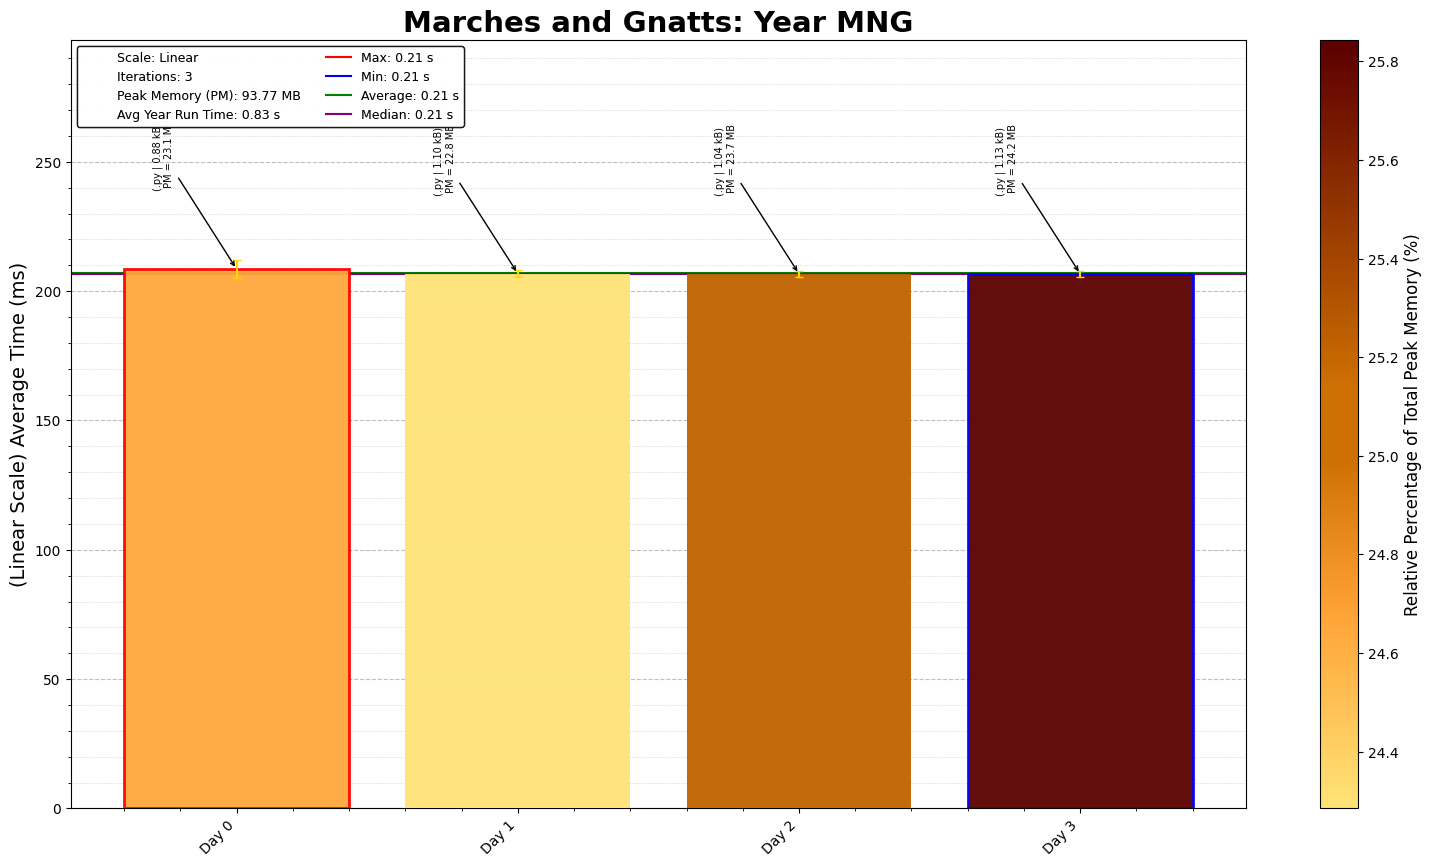 Marches and Gnatts: Year MNG
Scale: Linear
Iterations: 3
Peak Memory (PM): 93.77 MB
Avg Year Run Time: 0.83 s
Max: 0.21 s
Min: 0.21 s
Average: 0.21 s
Median: 0.21 s
(.py | 0.88 kB)
PM = 23.1 M
(.py | 1.10 kB)
PM = 22.8 MB
(.py | 1.04 kB)
PM = 23.7 MB
(.py | 1.13 kB)
PM = 24.2 MB
(Linear Scale) Average Time (ms)
250
200
150
100
50
0
Day 0
Day 1
Day 2
Day 3
25.8
25.6
25.4
25.2
25.0
24.8
24.6
24.4
Relative Percentage of Total Peak Memory (%)